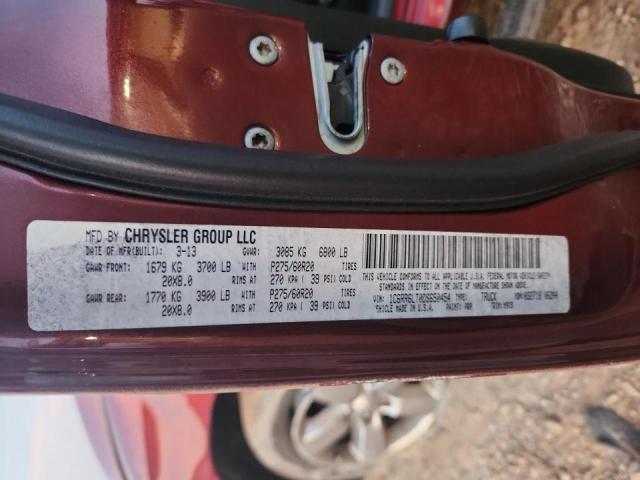 MFD BY CHRYSLER GROUP LLC
DATE OF MFR(BUILT): 3-13 GVWR: 3085 KG 6800 LB
GAWR FRONT: 1679 KG 3700 LB WITH P275/60R20 TIRES
20X8.0 RIMS AT 270 KPA ( 39 PSI) COLD
GAWR REAR: 1770 KG 3900 LB WITH P275/60R20 TIRES
20X8.0 RIMS AT 270 KPA ( 39 PSI) COLD
THIS VEHICLE CONFORMS TO ALL APPLICABLE U.S.A. FEDERAL MOTOR VEHICLE SAFETY
STANDARDS IN EFFECT ON THE DATE OF MANUFACTURE SHOWN ABOVE.
VIN: TYPE: TRUCK
VEHICLE MADE IN U.S.A. PAINT: TRIM: